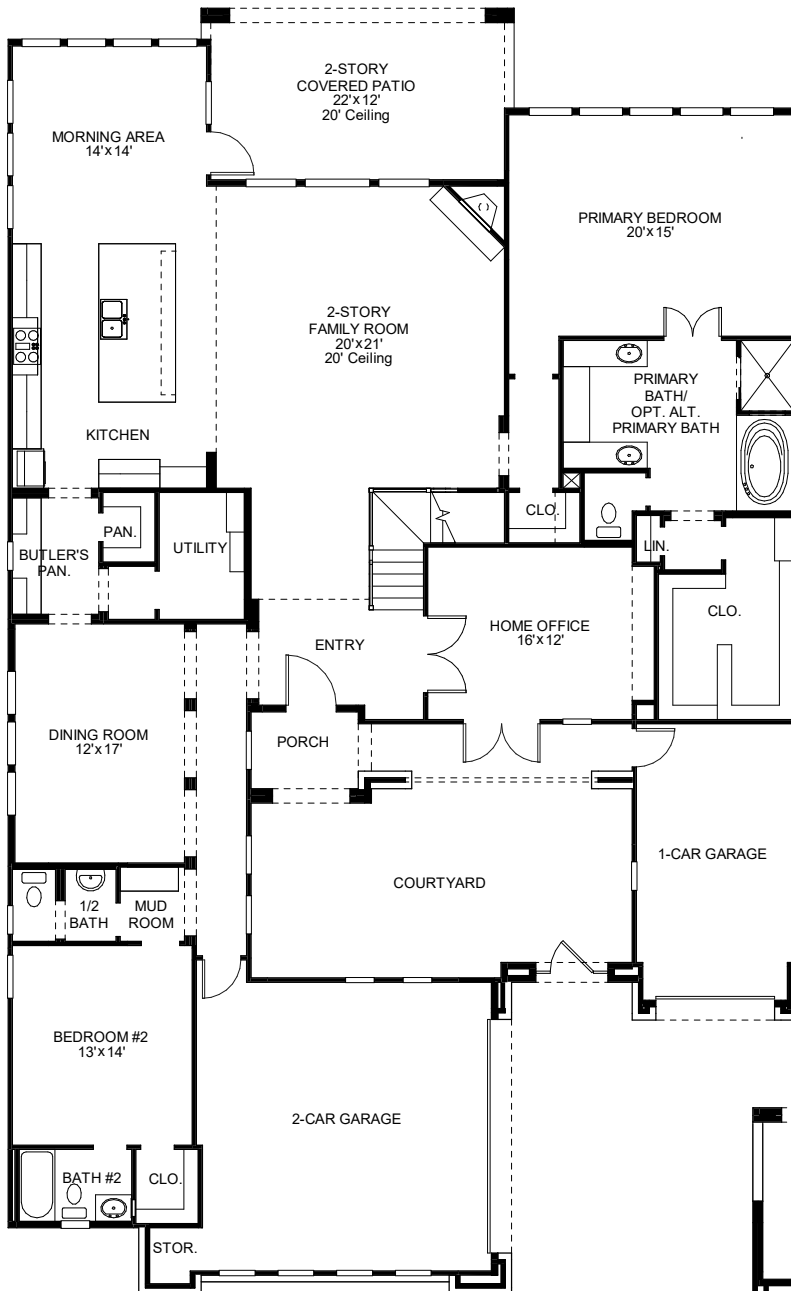 2-STORY
COVERED PATIO
22'x12'
20' Ceiling
MORNING AREA
14'x14'
PRIMARY BEDROOM
20'x15'
2-STORY
FAMILY ROOM
20'x21'
20' Ceiling
PRIMARY
BATH/
OPT. ALT.
PRIMARY BATH
KITCHEN
CLO.
PAN.
UTILITY
BUTLER'S
PAN.
LIN.
CLO.
HOME OFFICE
16'x12'
ENTRY
DINING ROOM
12'x17'
PORCH
1-CAR GARAGE
COURTYARD
1/2
BATH
MUD
ROOM
BEDROOM #2
13'x14'
2-CAR GARAGE
BATH #2
CLO.
STOR.